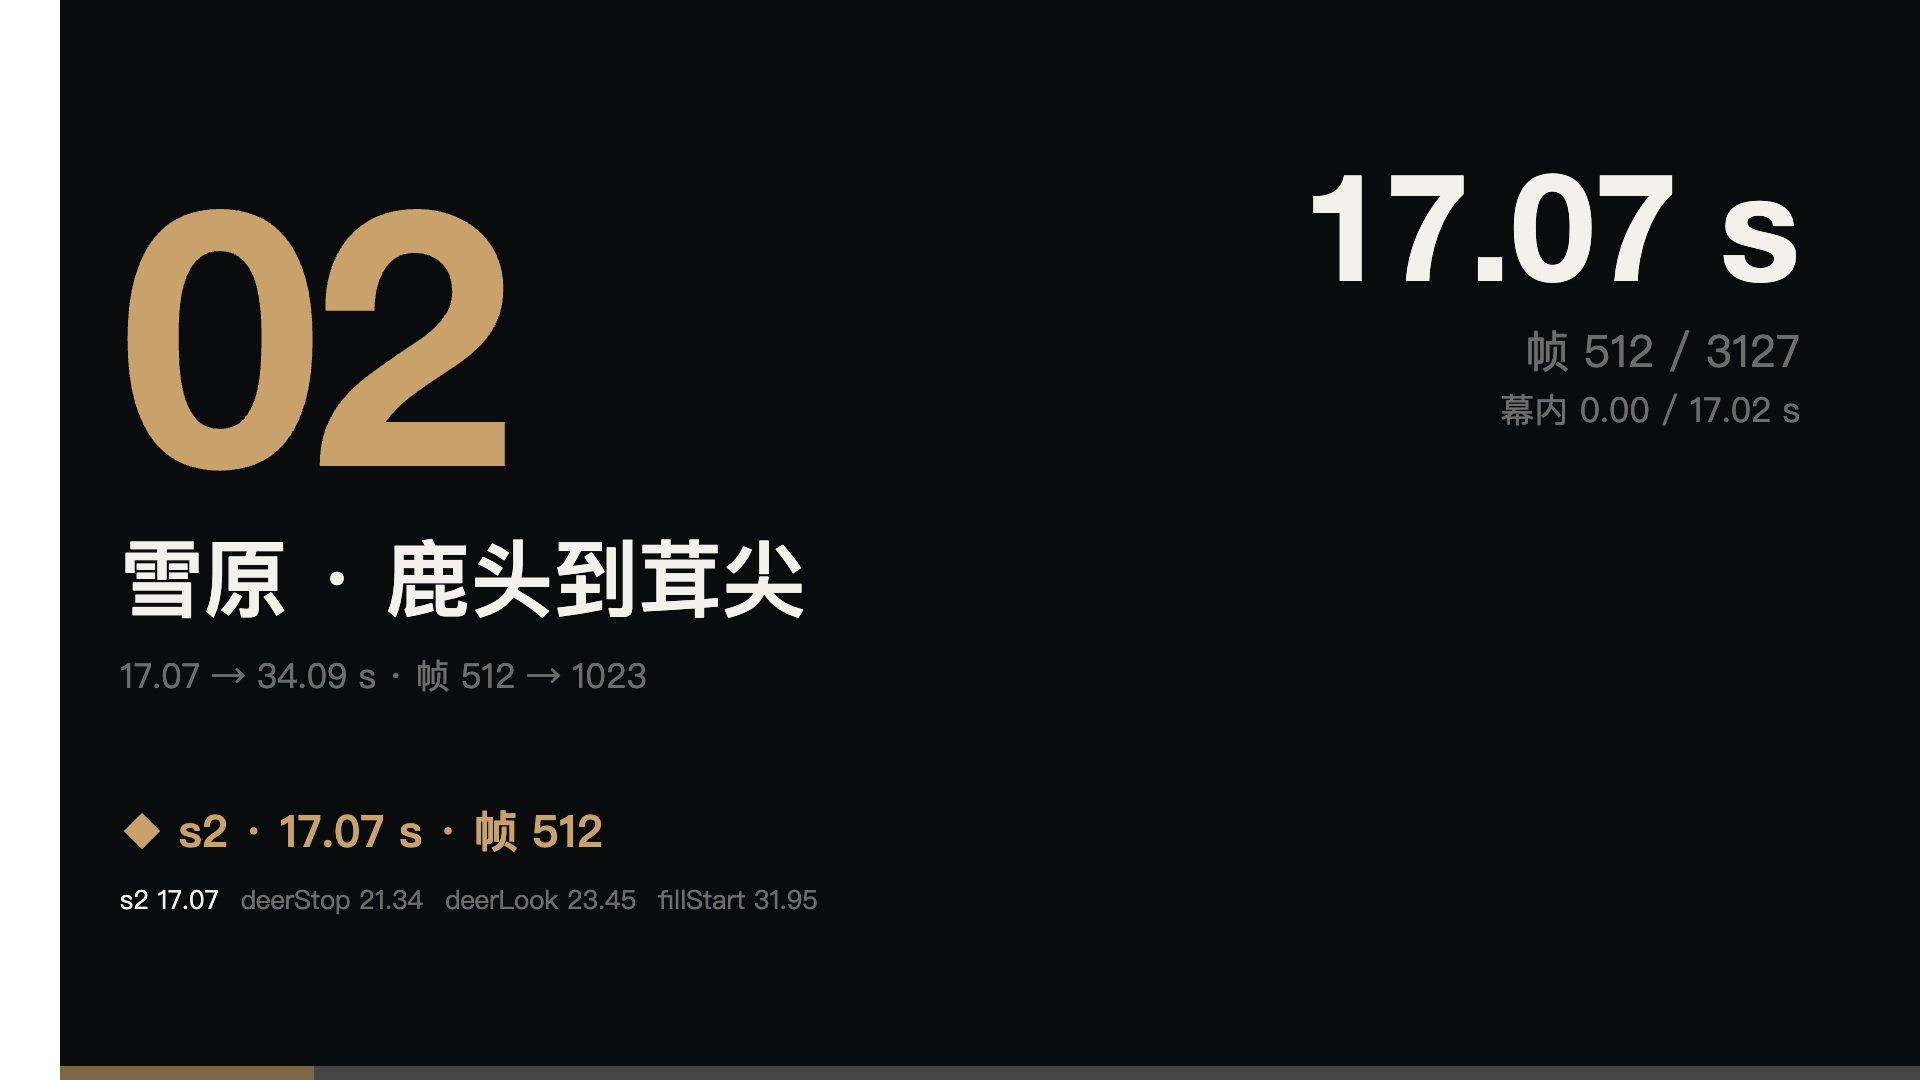 02
17.07 s
帧 512 / 3127
幕内 0.00 / 17.02 s
雪原 · 鹿头到茸尖
17.07 → 34.09 s · 帧 512 → 1023
◆ s2 · 17.07 s · 帧 512
s2 17.07 deerStop 21.34 deerLook 23.45 fillStart 31.95